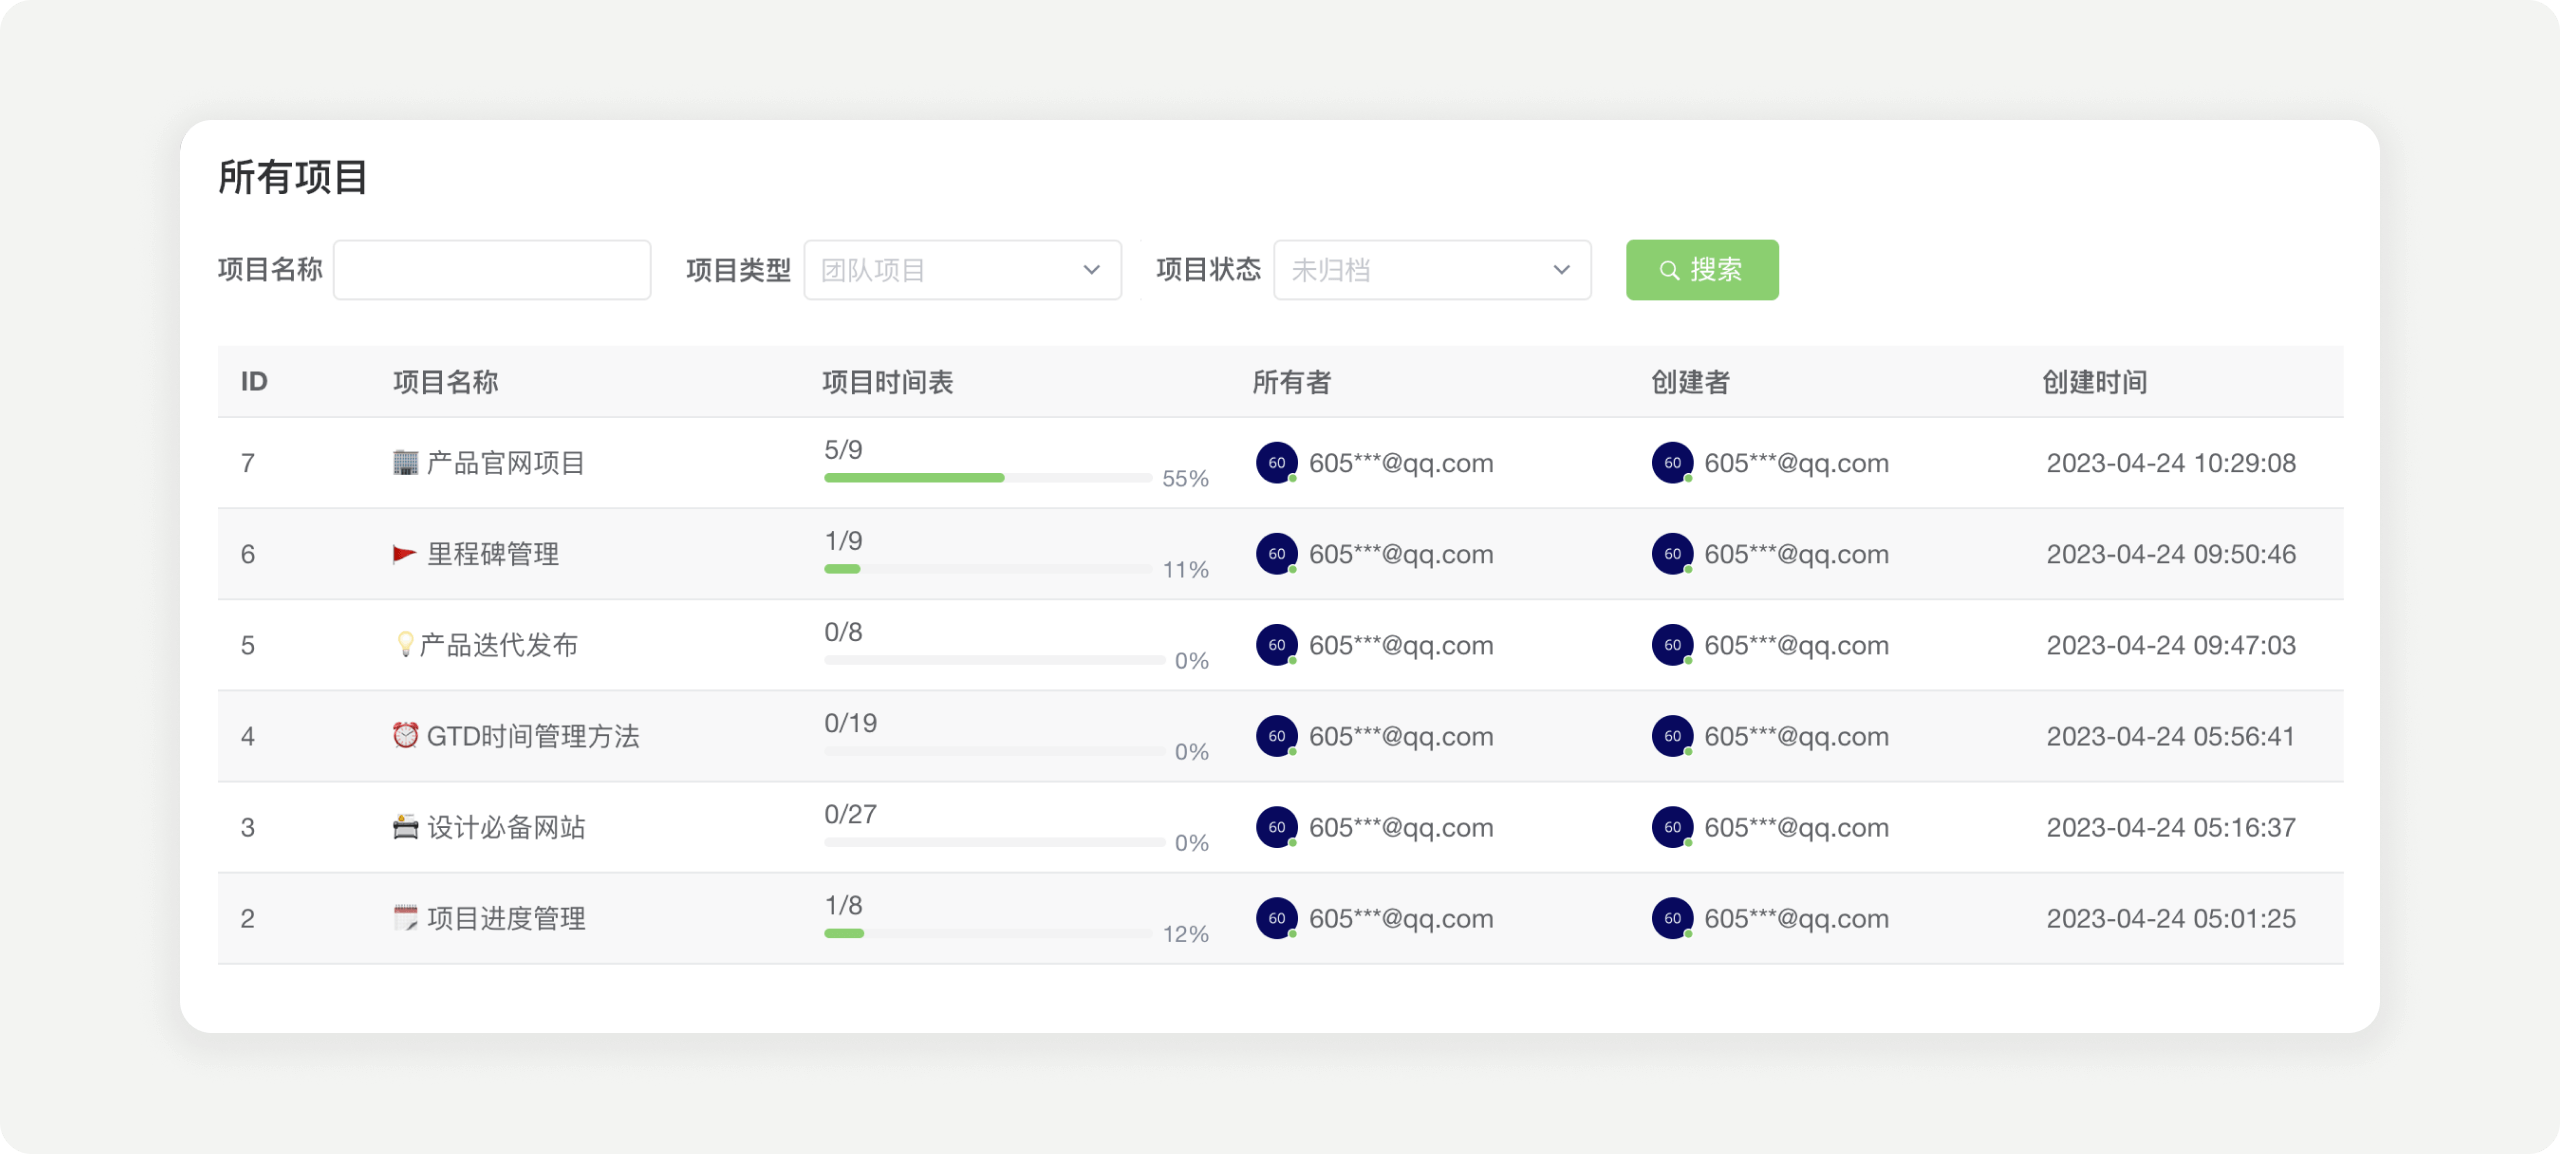 所有项目
项目名称 项目类型 团队项目 项目状态 未归档 搜索
ID 项目名称 项目时间表 所有者 创建者 创建时间
7 产品官网项目 5/9 55% 60 605***@qq.com 60 605***@qq.com 2023-04-24 10:29:08
6 里程碑管理 1/9 11% 60 605***@qq.com 60 605***@qq.com 2023-04-24 09:50:46
5 产品迭代发布 0/8 0% 60 605***@qq.com 60 605***@qq.com 2023-04-24 09:47:03
4 GTD时间管理方法 0/19 0% 60 605***@qq.com 60 605***@qq.com 2023-04-24 05:56:41
3 设计必备网站 0/27 0% 60 605***@qq.com 60 605***@qq.com 2023-04-24 05:16:37
2 项目进度管理 1/8 12% 60 605***@qq.com 60 605***@qq.com 2023-04-24 05:01:25